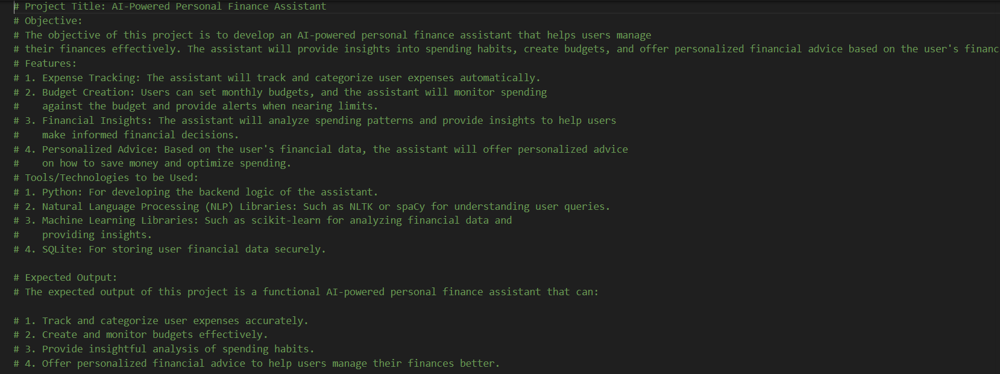 # Project Title: AI-Powered Personal Finance Assistant
# Objective:
# The objective of this project is to develop an AI-powered personal finance assistant that helps users manage
# their finances effectively. The assistant will provide insights into spending habits, create budgets, and offer personalized financial advice based on the user's financ
# Features:
# 1. Expense Tracking: The assistant will track and categorize user expenses automatically.
# 2. Budget Creation: Users can set monthly budgets, and the assistant will monitor spending
#    against the budget and provide alerts when nearing limits.
# 3. Financial Insights: The assistant will analyze spending patterns and provide insights to help users
#    make informed financial decisions.
# 4. Personalized Advice: Based on the user's financial data, the assistant will offer personalized advice
#    on how to save money and optimize spending.
# Tools/Technologies to be Used:
# 1. Python: For developing the backend logic of the assistant.
# 2. Natural Language Processing (NLP) Libraries: Such as NLTK or spaCy for understanding user queries.
# 3. Machine Learning Libraries: Such as scikit-learn for analyzing financial data and
#    providing insights.
# 4. SQLite: For storing user financial data securely.
# Expected Output:
# The expected output of this project is a functional AI-powered personal finance assistant that can:
# 1. Track and categorize user expenses accurately.
# 2. Create and monitor budgets effectively.
# 3. Provide insightful analysis of spending habits.
# 4. Offer personalized financial advice to help users manage their finances better.